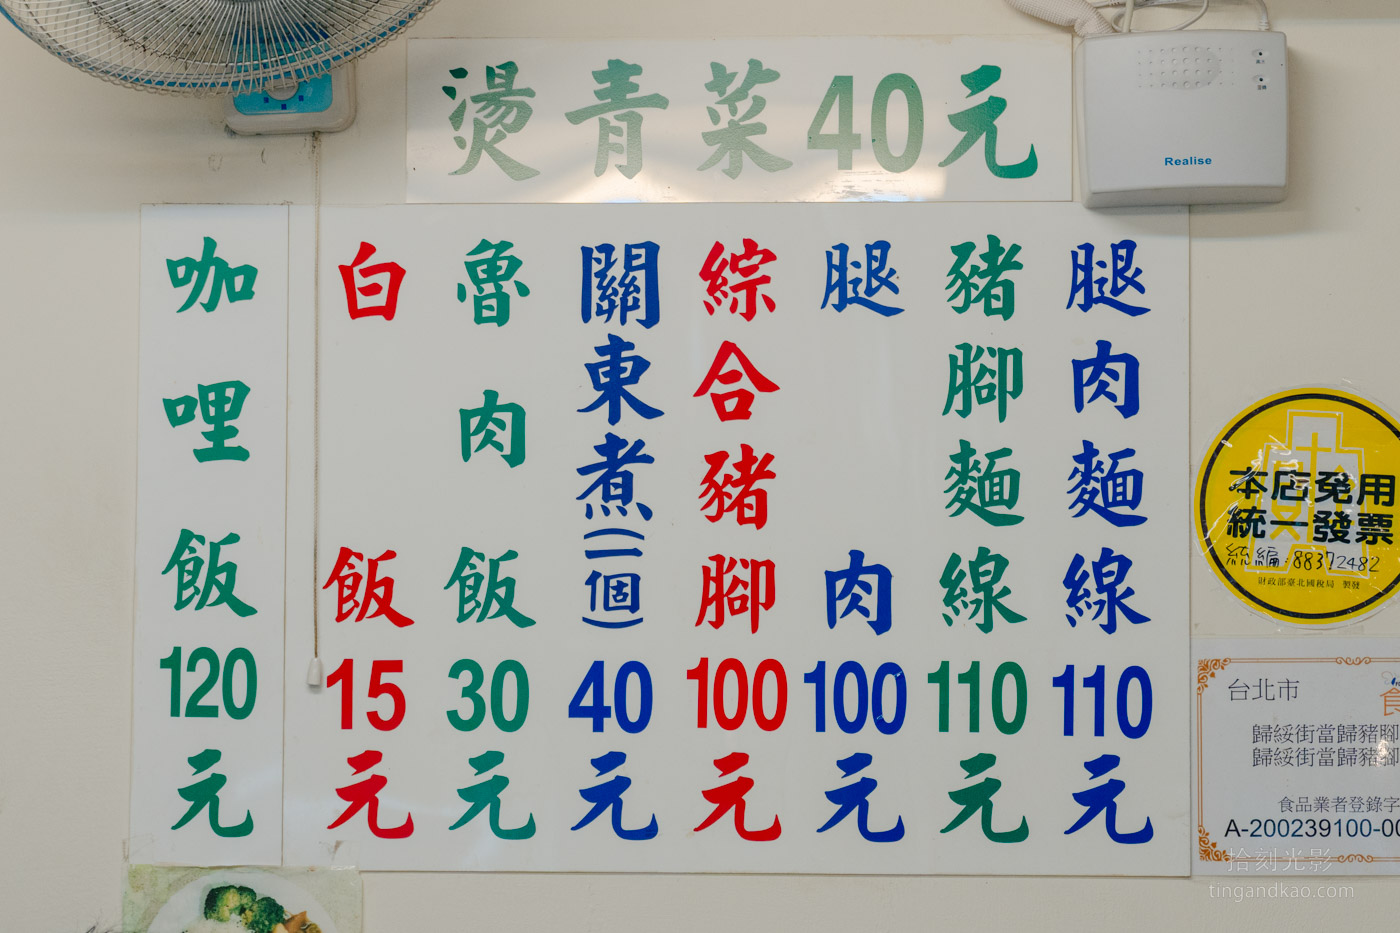 燙青菜40元
Realise
腿肉麵線110元
豬腳麵線110元
腿肉100元
綜合豬腳100元
關東煮(一個)40元
魯肉飯30元
白飯15元
咖哩飯120元
本店免用
統一發票
統編:88372482
財政部臺北國稅局 製發
台北市
歸綏街當歸豬腳
歸綏街當歸豬腳
食品業者登錄字
A-200239100-00
拾刻光影
tingandkao.com